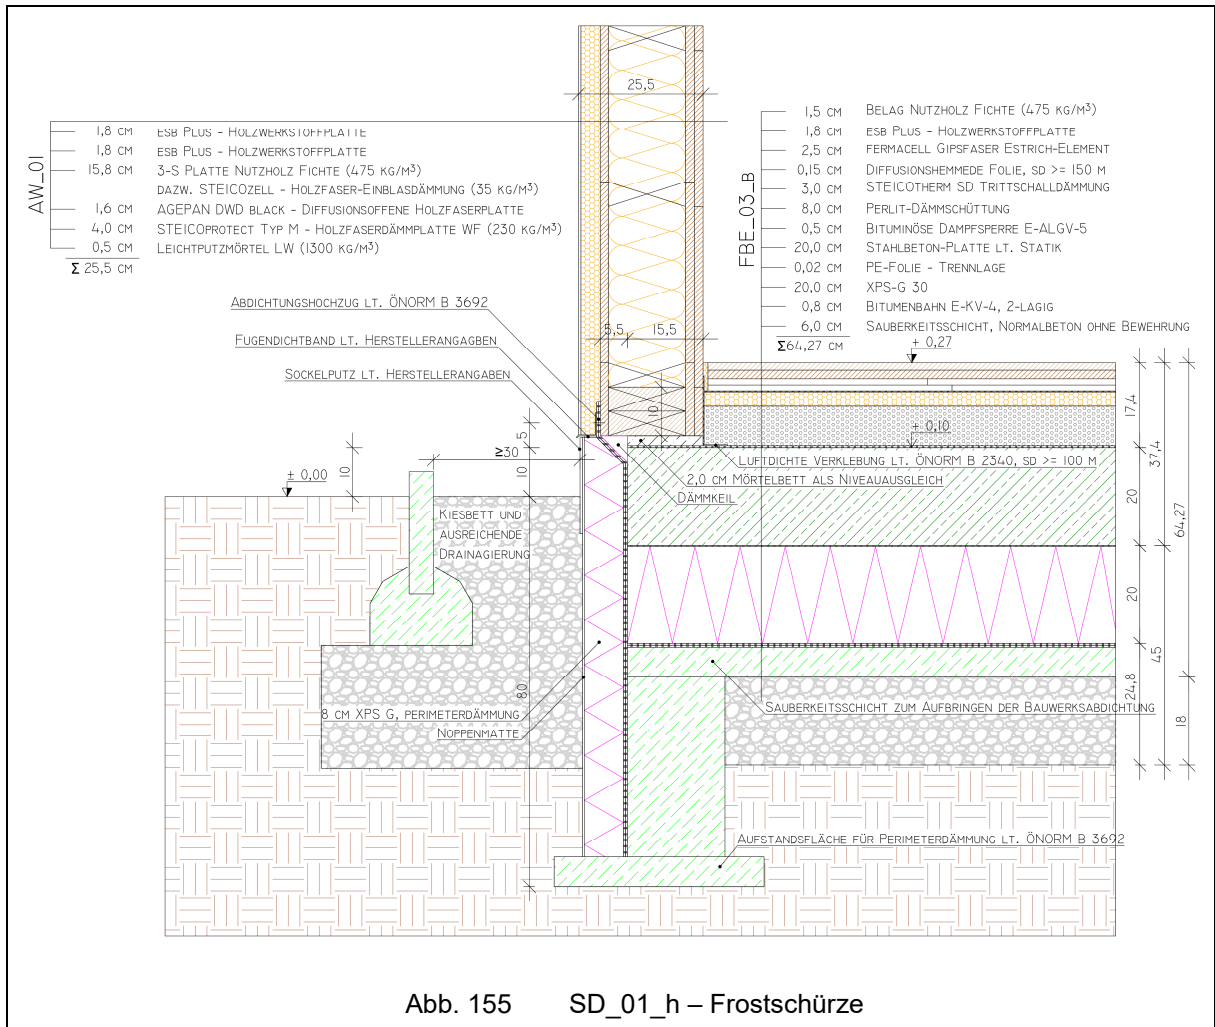 25,5
AW_01
1,8 CM ESB PLUS - HOLZWERKSTOFFPLATTE
1,8 CM ESB PLUS - HOLZWERKSTOFFPLATTE
15,8 CM 3-S PLATTE NUTZHOLZ FICHTE (475 KG/M³)
DAZW. STEICOZELL - HOLZFASER-EINBLASDÄMMUNG (35 KG/M³)
1,6 CM AGEPAN DWD BLACK - DIFFUSIONSOFFENE HOLZFASERPLATTE
4,0 CM STEICOPROTECT TYP M - HOLZFASERDÄMMPLATTE WF (230 KG/M³)
0,5 CM LEICHTPUTZMÖRTEL LW (1300 KG/M³)
Σ 25,5 CM
FBE_03_B
1,5 CM BELAG NUTZHOLZ FICHTE (475 KG/M³)
1,8 CM ESB PLUS - HOLZWERKSTOFFPLATTE
2,5 CM FERMACELL GIPSFASER ESTRICH-ELEMENT
0,15 CM DIFFUSIONSHEMMEDE FOLIE, SD >= 150 M
3,0 CM STEICOTHERM SD TRITTSCHALLDÄMMUNG
8,0 CM PERLIT-DÄMMSCHÜTTUNG
0,5 CM BITUMINÖSE DAMPFSPERRE E-ALGV-5
20,0 CM STAHLBETON-PLATTE LT. STATIK
0,02 CM PE-FOLIE - TRENNLAGE
20,0 CM XPS-G 30
0,8 CM BITUMENBAHN E-KV-4, 2-LAGIG
6,0 CM SAUBERKEITSSCHICHT, NORMALBETON OHNE BEWEHRUNG
Σ64,27 CM
ABDICHTUNGSHOCHZUG LT. ÖNORM B 3692
FUGENDICHTBAND LT. HERSTELLERANGAGBEN
SOCKELPUTZ LT. HERSTELLERANGABEN
5,5
15,5
+ 0,27
10
17,4
5
+ 0,10
37,4
≥30
LUFTDICHTE VERKLEBUNG LT. ÖNORM B 2340, SD >= 100 M
± 0,00
10
10
2,0 CM MÖRTELBETT ALS NIVEAUAUSGLEICH
DÄMMKEIL
20
64,27
KIESBETT UND
AUSREICHENDE
DRAINAGIERUNG
20
45
24,8
80
8 CM XPS G, PERIMETERDÄMMUNG
SAUBERKEITSSCHICHT ZUM AUFBRINGEN DER BAUWERKSABDICHTUNG
18
NOPPENMATTE
AUFSTANDSFLÄCHE FÜR PERIMETERDÄMMUNG LT. ÖNORM B 3692
Abb. 155 SD_01_h – Frostschürze